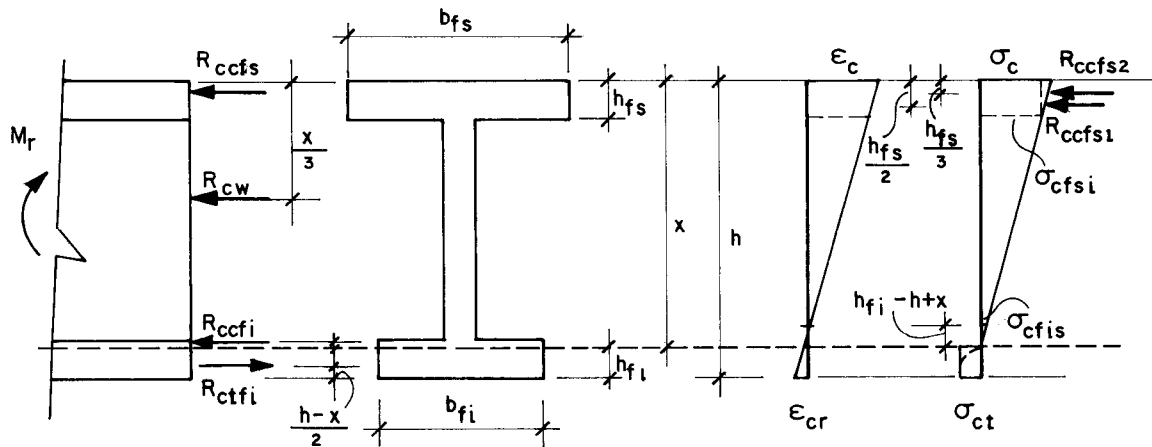 b_fs
R_ccfs
h_fs
x/3
M_r
R_cw
x
h
R_ccfi
R_ctfi
h-x/2
b_fi
h_fi
ε_c
σ_c
R_ccfs2
R_ccfs1
h_fs/2
h_fs/3
σ_cfsi
h_fi -h+x
σ_cfis
ε_cr
σ_ct